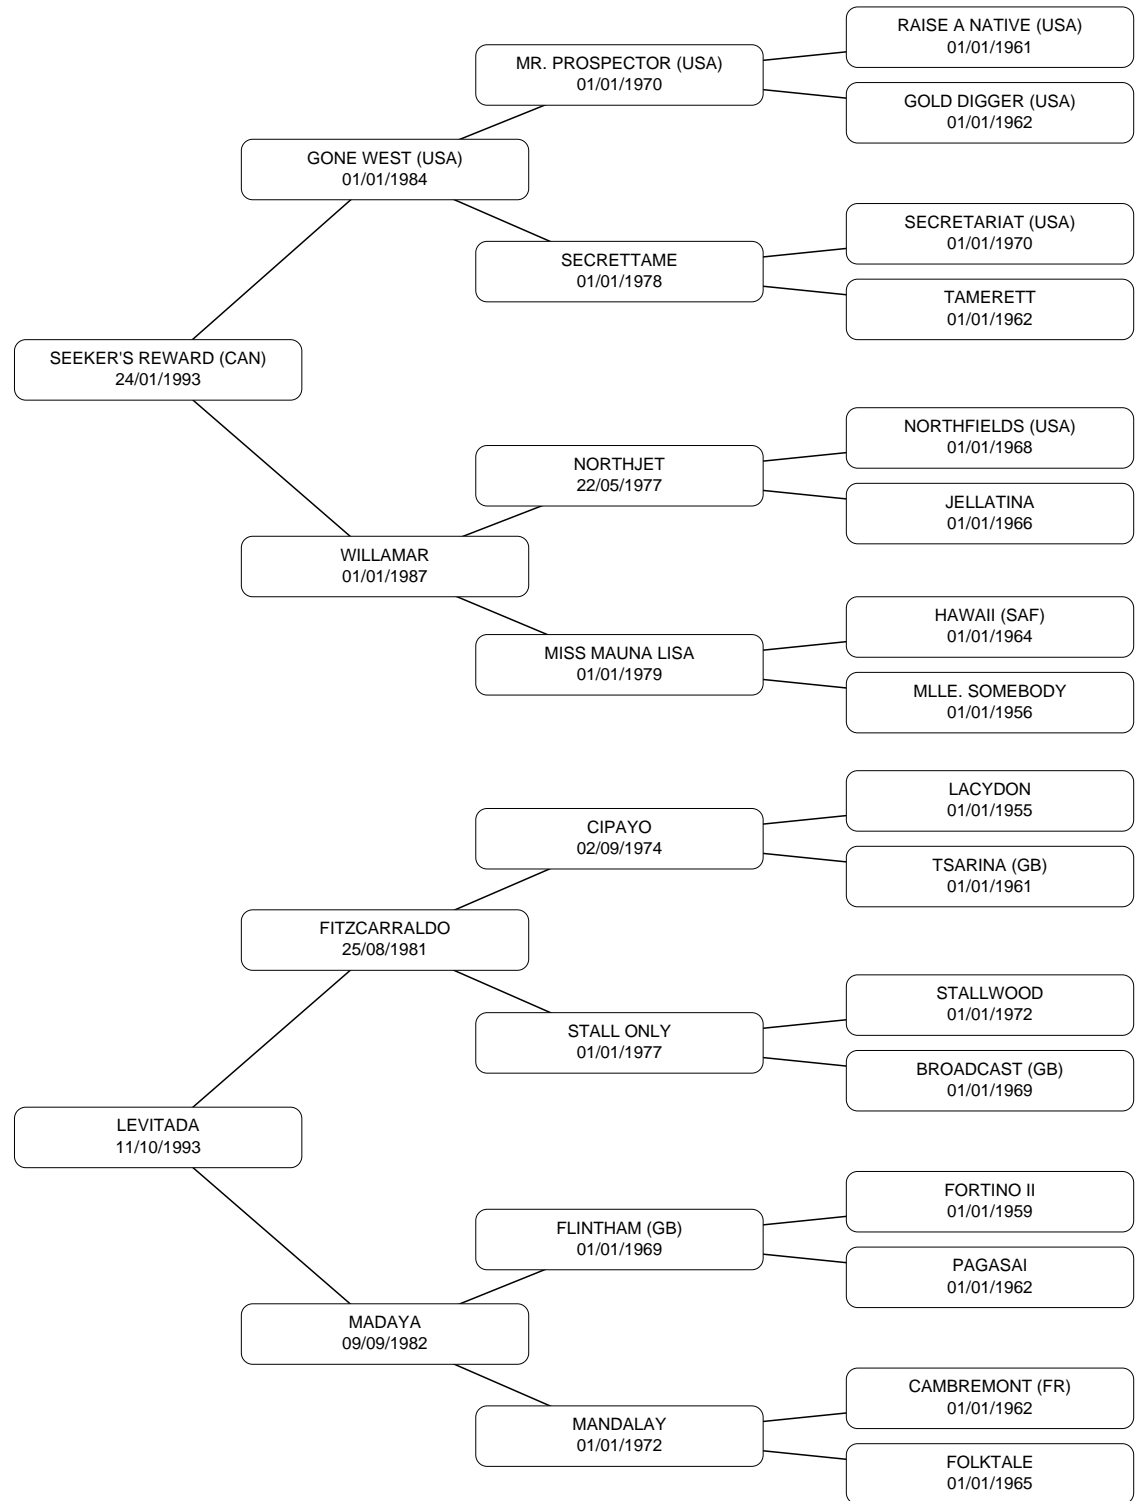 RAISE A NATIVE (USA)
01/01/1961
MR. PROSPECTOR (USA)
01/01/1970
GOLD DIGGER (USA)
01/01/1962
GONE WEST (USA)
01/01/1984
SECRETARIAT (USA)
01/01/1970
SECRETTAME
01/01/1978
TAMERETT
01/01/1962
SEEKER'S REWARD (CAN)
24/01/1993
NORTHFIELDS (USA)
01/01/1968
NORTHJET
22/05/1977
JELLATINA
01/01/1966
WILLAMAR
01/01/1987
HAWAII (SAF)
01/01/1964
MISS MAUNA LISA
01/01/1979
MLLE. SOMEBODY
01/01/1956
LACYDON
01/01/1955
CIPAYO
02/09/1974
TSARINA (GB)
01/01/1961
FITZCARRALDO
25/08/1981
STALLWOOD
01/01/1972
STALL ONLY
01/01/1977
BROADCAST (GB)
01/01/1969
LEVITADA
11/10/1993
FORTINO II
01/01/1959
FLINTHAM (GB)
01/01/1969
PAGASAI
01/01/1962
MADAYA
09/09/1982
CAMBREMONT (FR)
01/01/1962
MANDALAY
01/01/1972
FOLKTALE
01/01/1965